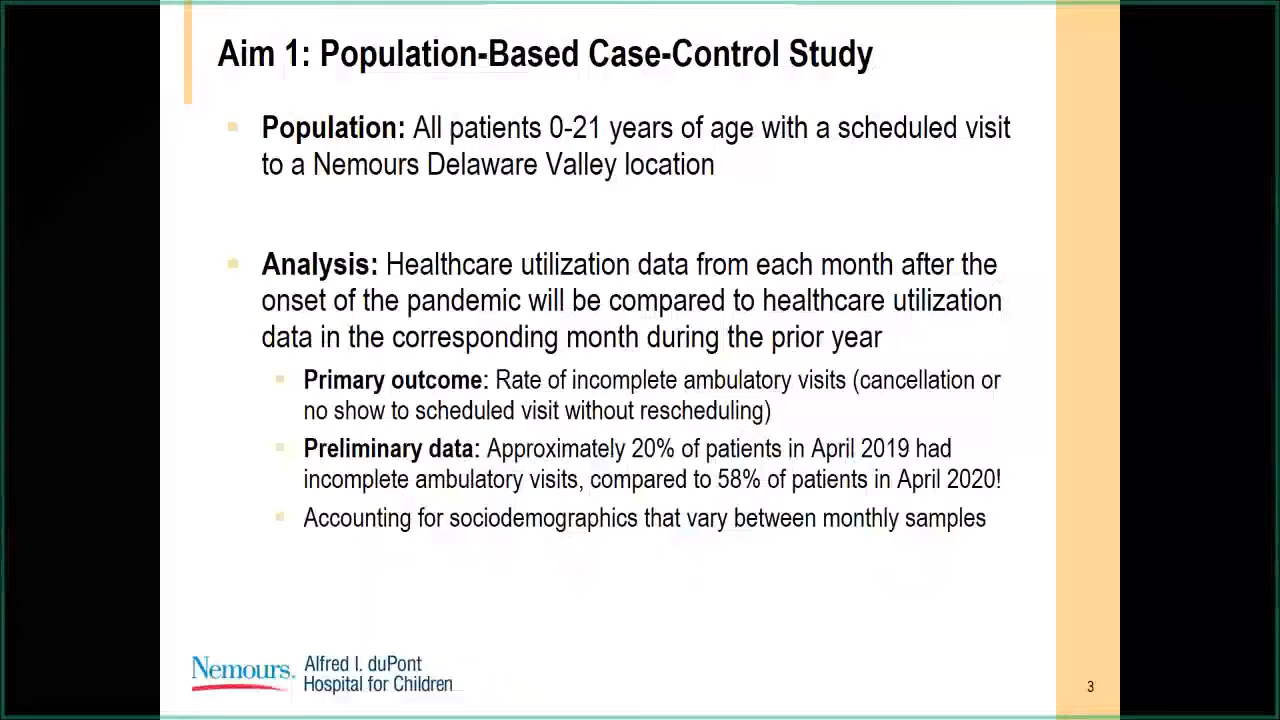 Aim 1: Population-Based Case-Control Study
Population: All patients 0-21 years of age with a scheduled visit
to a Nemours Delaware Valley location
Analysis: Healthcare utilization data from each month after the
onset of the pandemic will be compared to healthcare utilization
data in the corresponding month during the prior year
Primary outcome: Rate of incomplete ambulatory visits (cancellation or
no show to scheduled visit without rescheduling)
Preliminary data: Approximately 20% of patients in April 2019 had
incomplete ambulatory visits, compared to 58% of patients in April 2020!
Accounting for sociodemographics that vary between monthly samples
Nemours. Alfred I. duPont
Hospital for Children
3